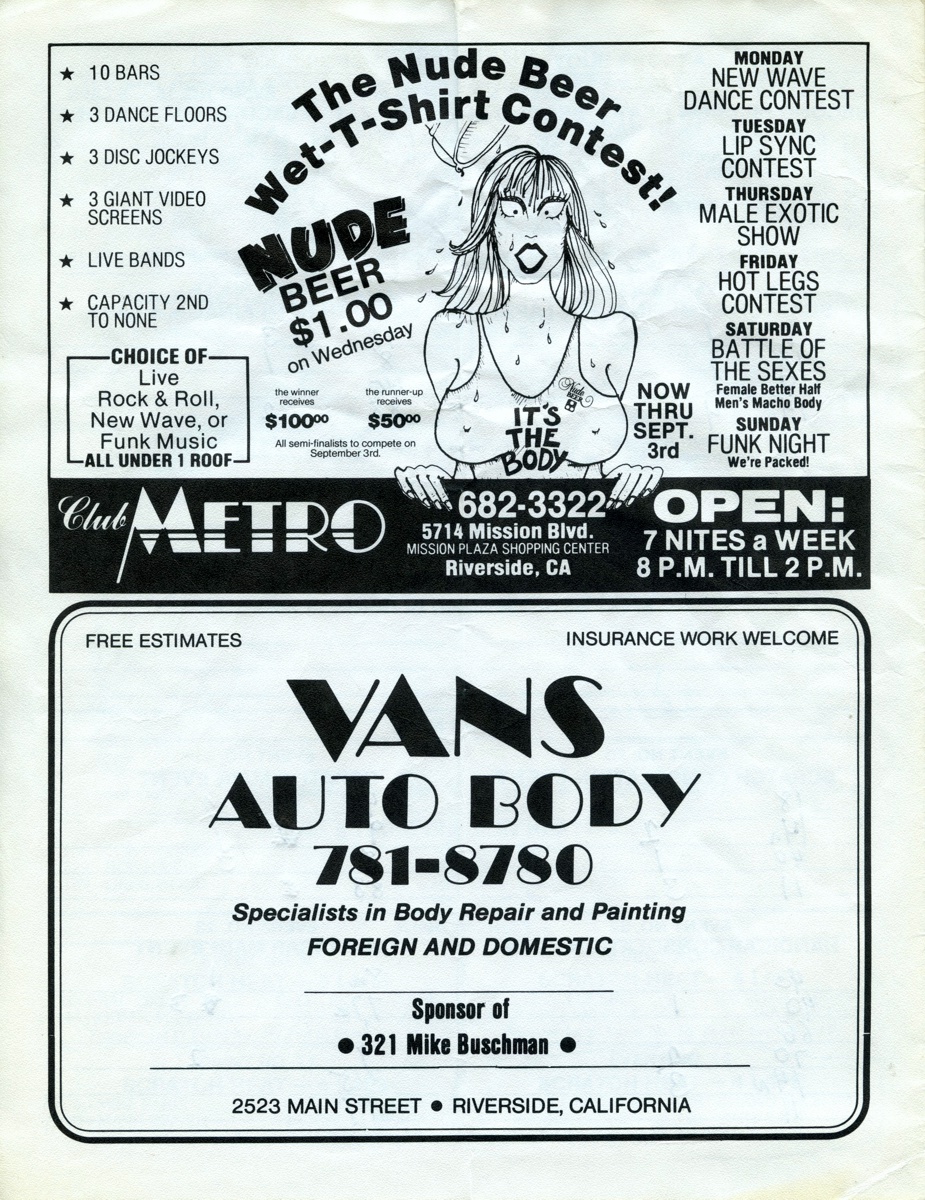 ★ 10 BARS
★ 3 DANCE FLOORS
★ 3 DISC JOCKEYS
★ 3 GIANT VIDEO
SCREENS
★ LIVE BANDS
★ CAPACITY 2ND
TO NONE
CHOICE OF
Live
Rock & Roll,
New Wave, or
Funk Music
ALL UNDER 1 ROOF
The Nude Beer
Wet-T-Shirt Contest!
NUDE
BEER
$1.00
on Wednesday
the winner
receives
$10000
the runner-up
receives
$5000
All semi-finalists to compete on
September 3rd.
Nude
BEER
IT'S
THE
BODY
NOW
THRU
SEPT.
3rd
MONDAY
NEW WAVE
DANCE CONTEST
TUESDAY
LIP SYNC
CONTEST
THURSDAY
MALE EXOTIC
SHOW
FRIDAY
HOT LEGS
CONTEST
SATURDAY
BATTLE OF
THE SEXES
Female Better Half
Men's Macho Body
SUNDAY
FUNK NIGHT
We're Packed!
Club METRO
682-3322
5714 Mission Blvd.
MISSION PLAZA SHOPPING CENTER
Riverside, CA
OPEN:
7 NITES a WEEK
8 P.M. TILL 2 P.M.
FREE ESTIMATES
INSURANCE WORK WELCOME
VANS
AUTO BODY
781-8780
Specialists in Body Repair and Painting
FOREIGN AND DOMESTIC
Sponsor of
● 321 Mike Buschman ●
2523 MAIN STREET ● RIVERSIDE, CALIFORNIA